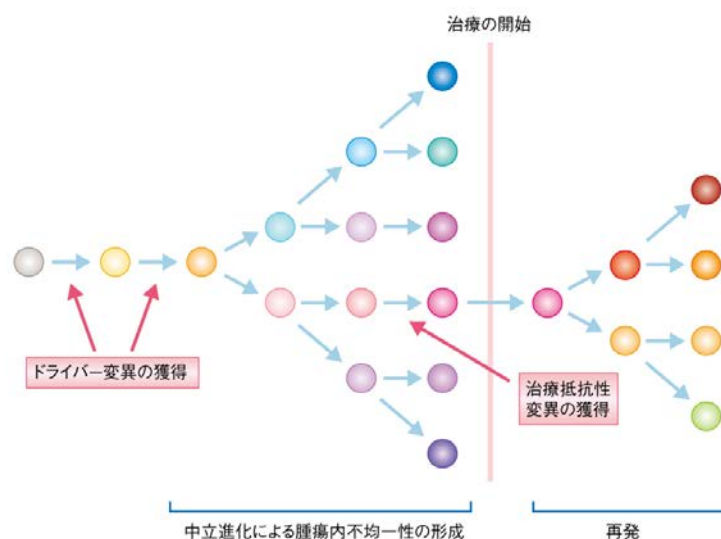 治療の開始
ドライバー変異の獲得
治療抵抗性
変異の獲得
中立進化による腫瘍内不均一性の形成
再発